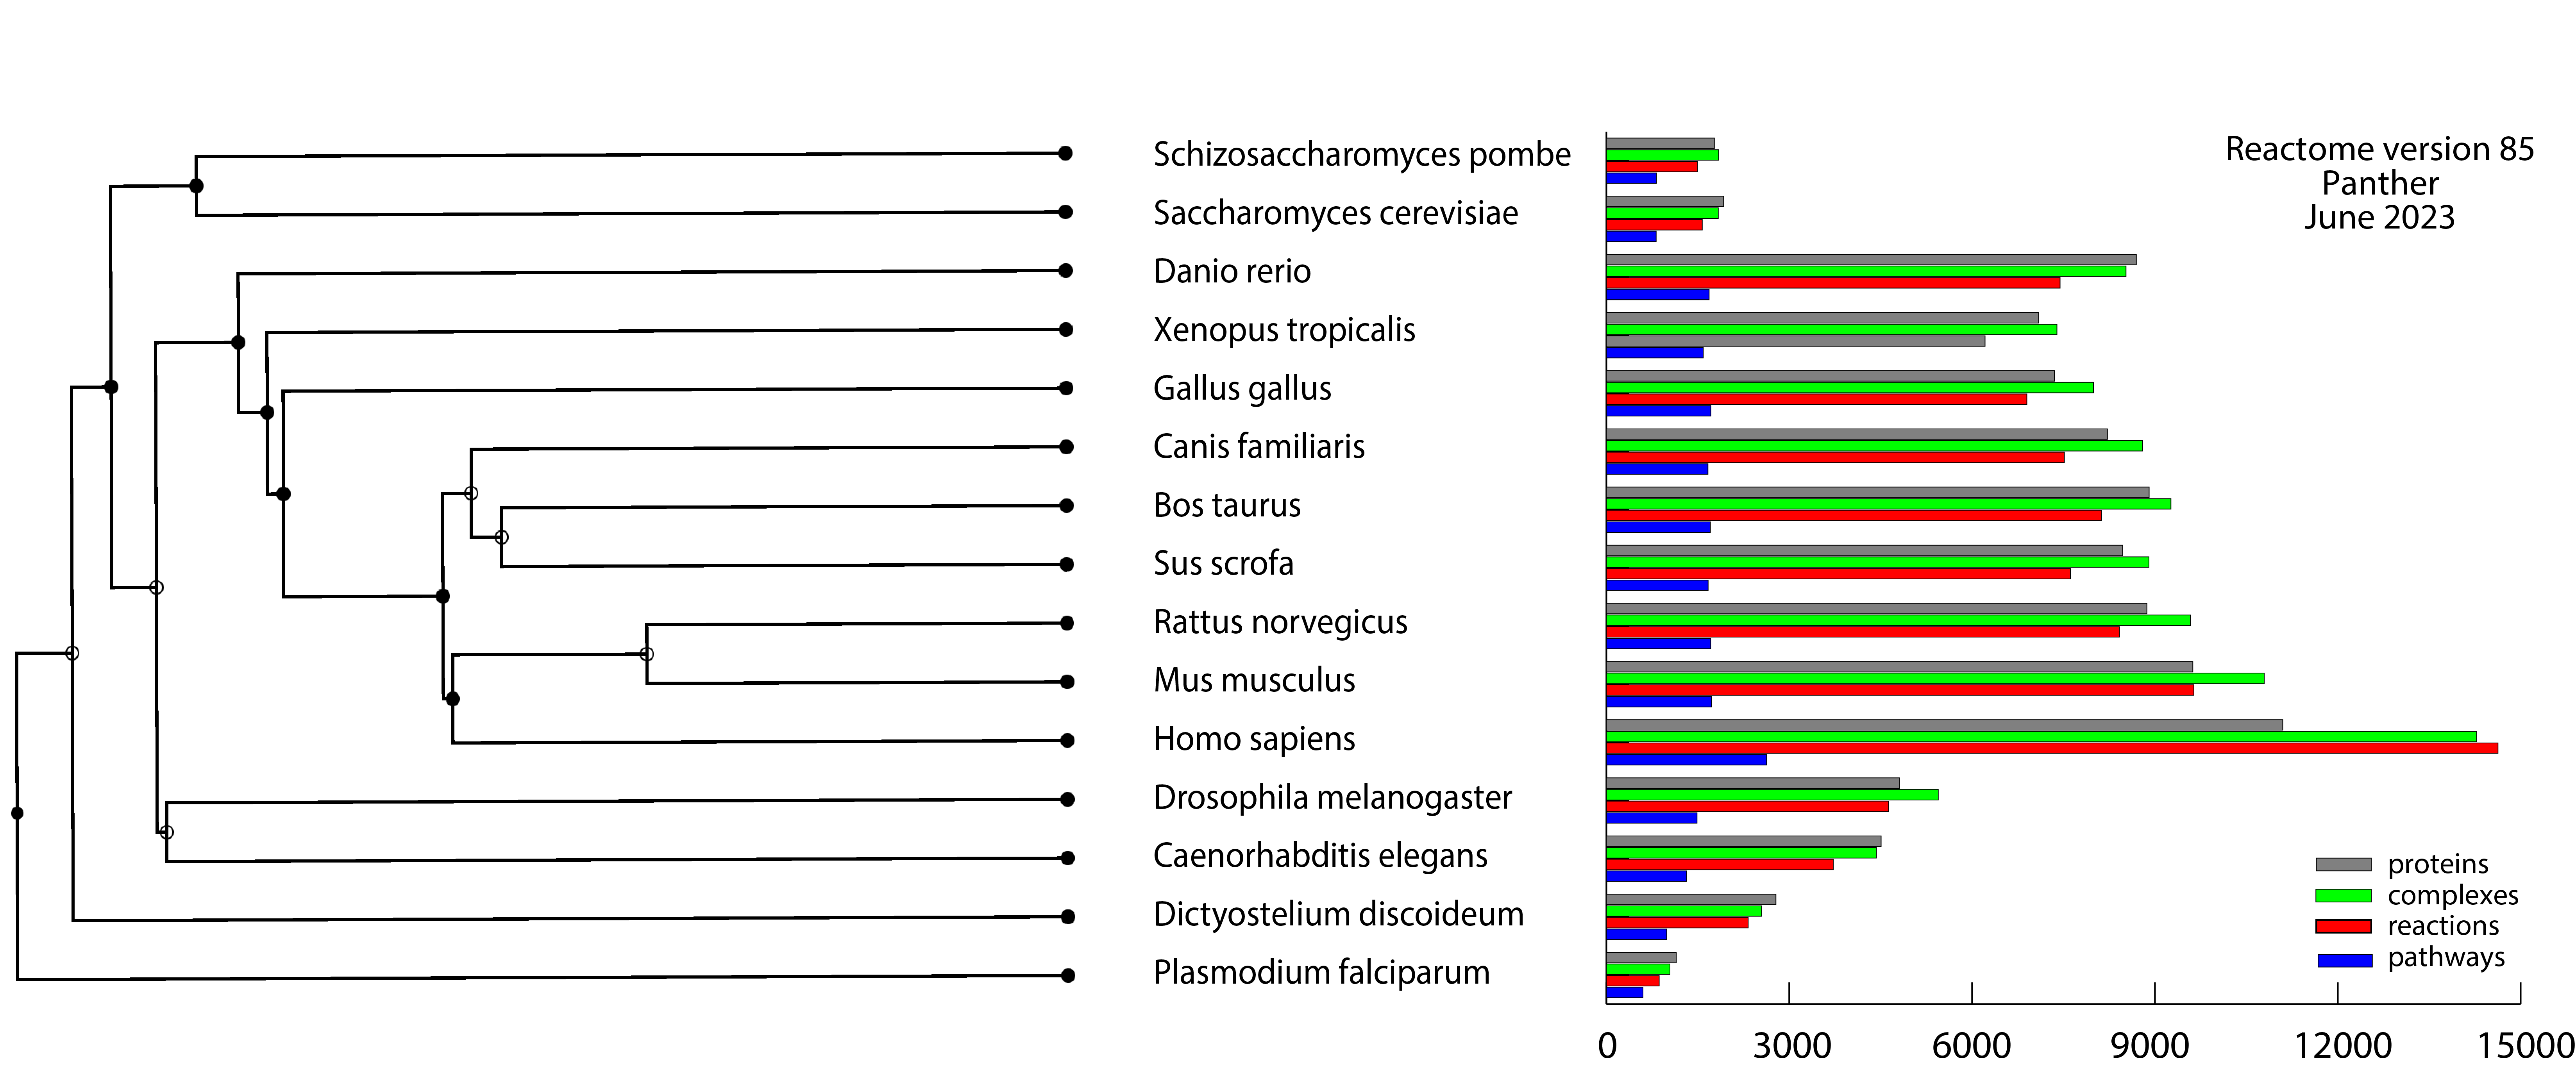 Schizosaccharomyces pombe
Saccharomyces cerevisiae
Danio rerio
Xenopus tropicalis
Gallus gallus
Canis familiaris
Bos taurus
Sus scrofa
Rattus norvegicus
Mus musculus
Homo sapiens
Drosophila melanogaster
Caenorhabditis elegans
Dictyostelium discoideum
Plasmodium falciparum
Reactome version 85
Panther
June 2023
proteins
complexes
reactions
pathways
0 3000 6000 9000 12000 15000